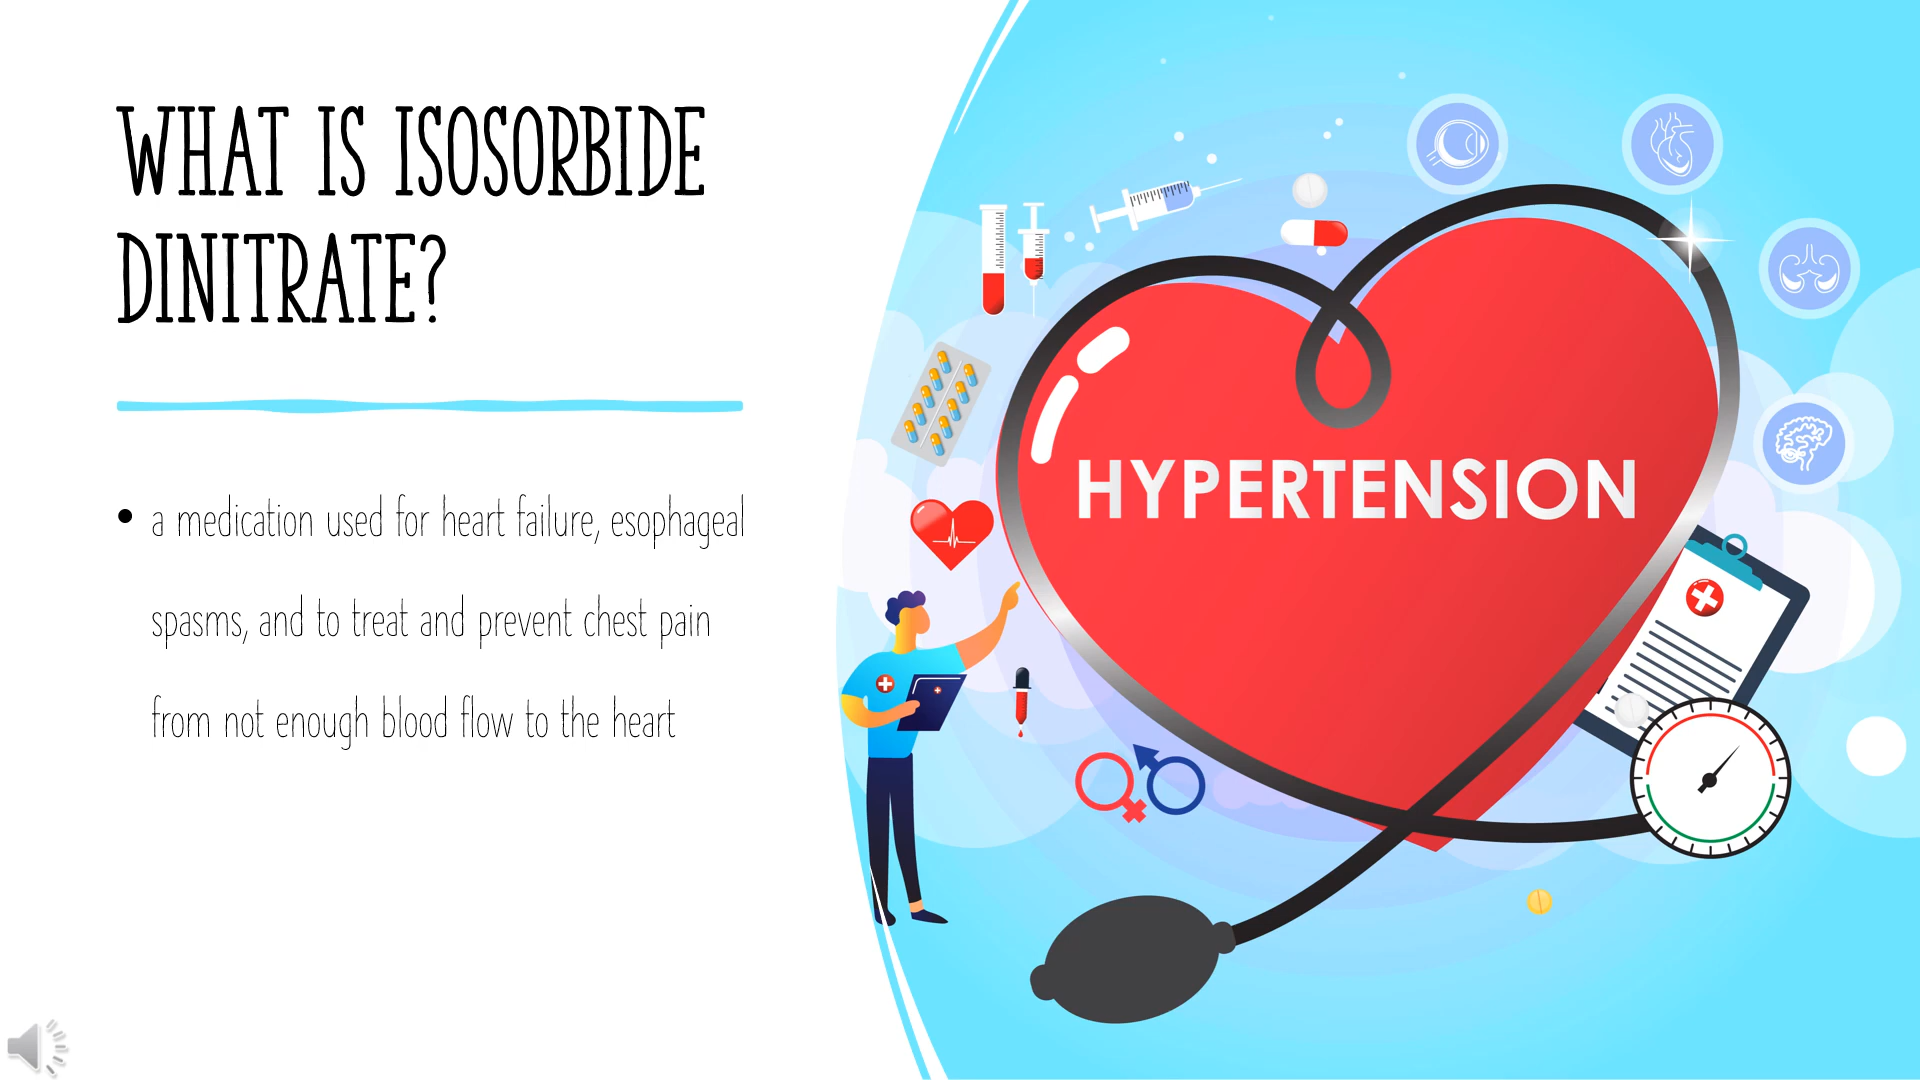 WHAT IS ISOSORBIDE
DINITRATE?
• a medication used for heart failure, esophageal
spasms, and to treat and prevent chest pain
from not enough blood flow to the heart
HYPERTENSION